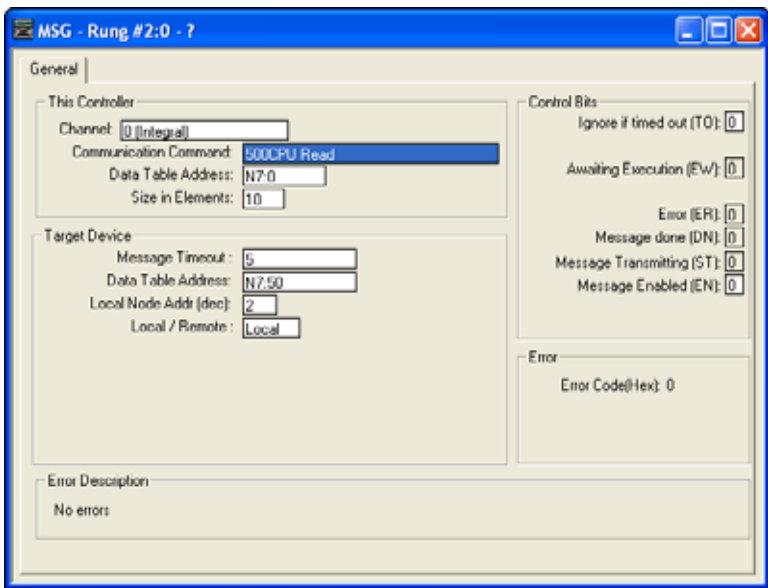 MSG - Rung #2:0 - ?
General
This Controller
Channel: 0 (Integral)
Communication Command: 500CPU Read
Data Table Address: N7:0
Size in Elements: 10
Target Device
Message Timeout : 5
Data Table Address: N7:50
Local Node Addr (dec): 2
Local / Remote : Local
Control Bits
Ignore if timed out (TO): 0
Awaiting Execution (EW): 0
Error (ER): 0
Message done (DN): 0
Message Transmitting (ST): 0
Message Enabled (EN): 0
Error
Error Code(Hex): 0
Error Description
No errors